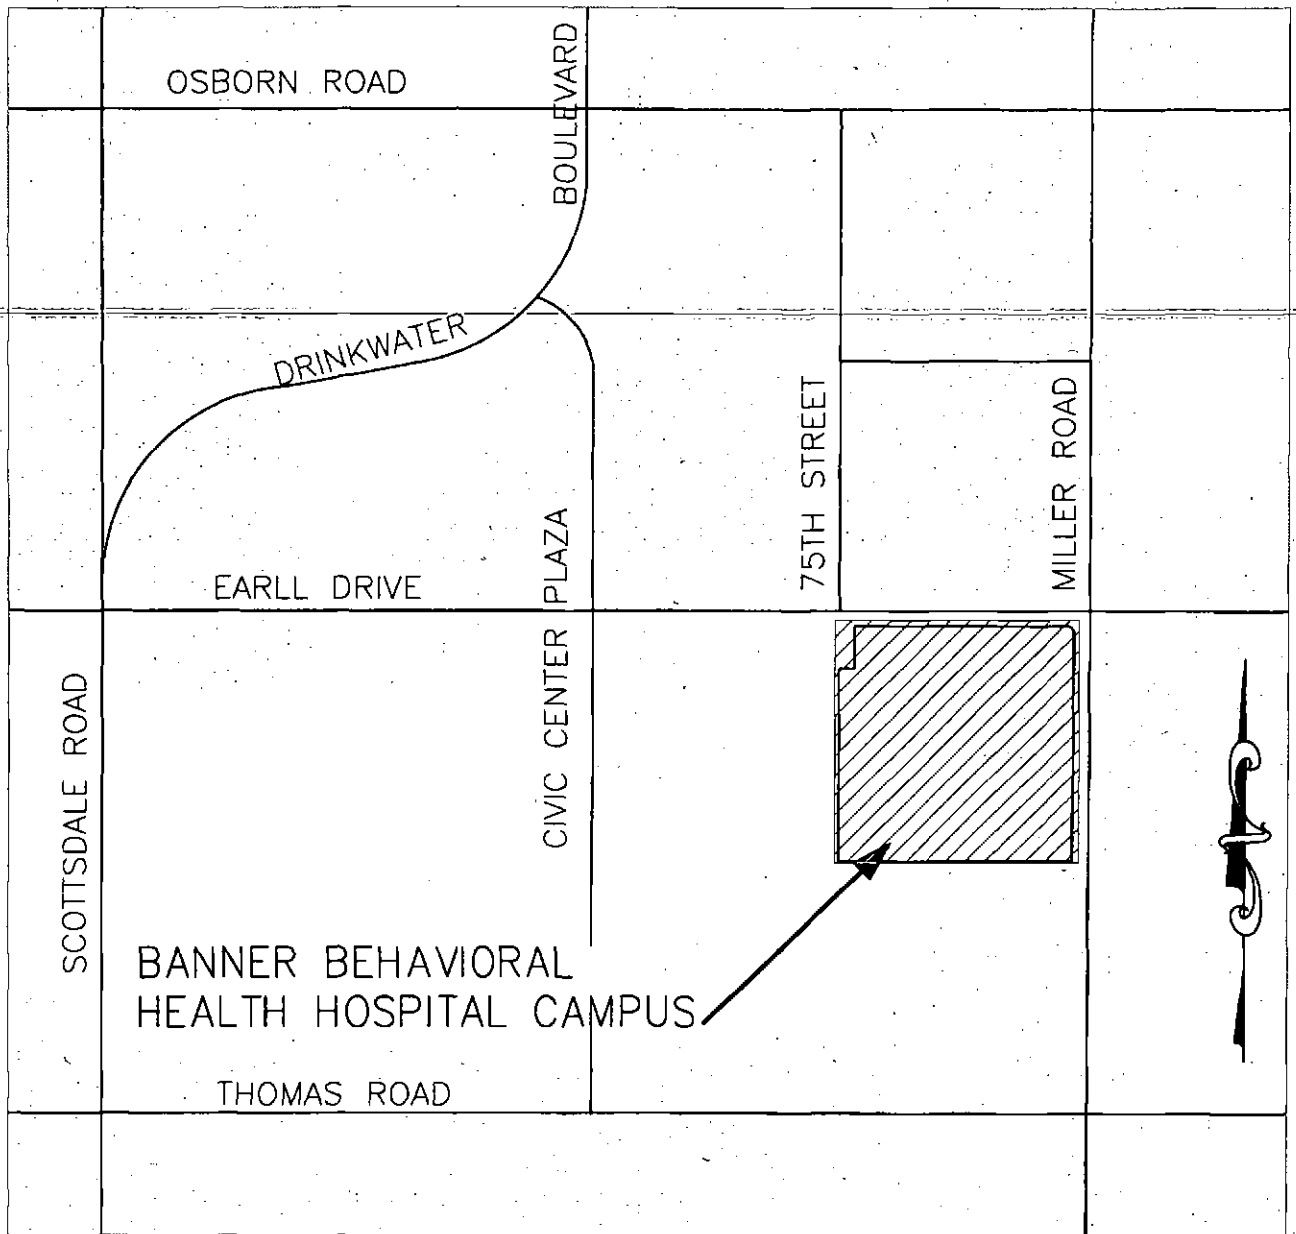 OSBORN ROAD
BOULEVARD
DRINKWATER
75TH STREET
MILLER ROAD
EARLL DRIVE
CIVIC CENTER PLAZA
SCOTTSDALE ROAD
BANNER BEHAVIORAL
HEALTH HOSPITAL CAMPUS
THOMAS ROAD